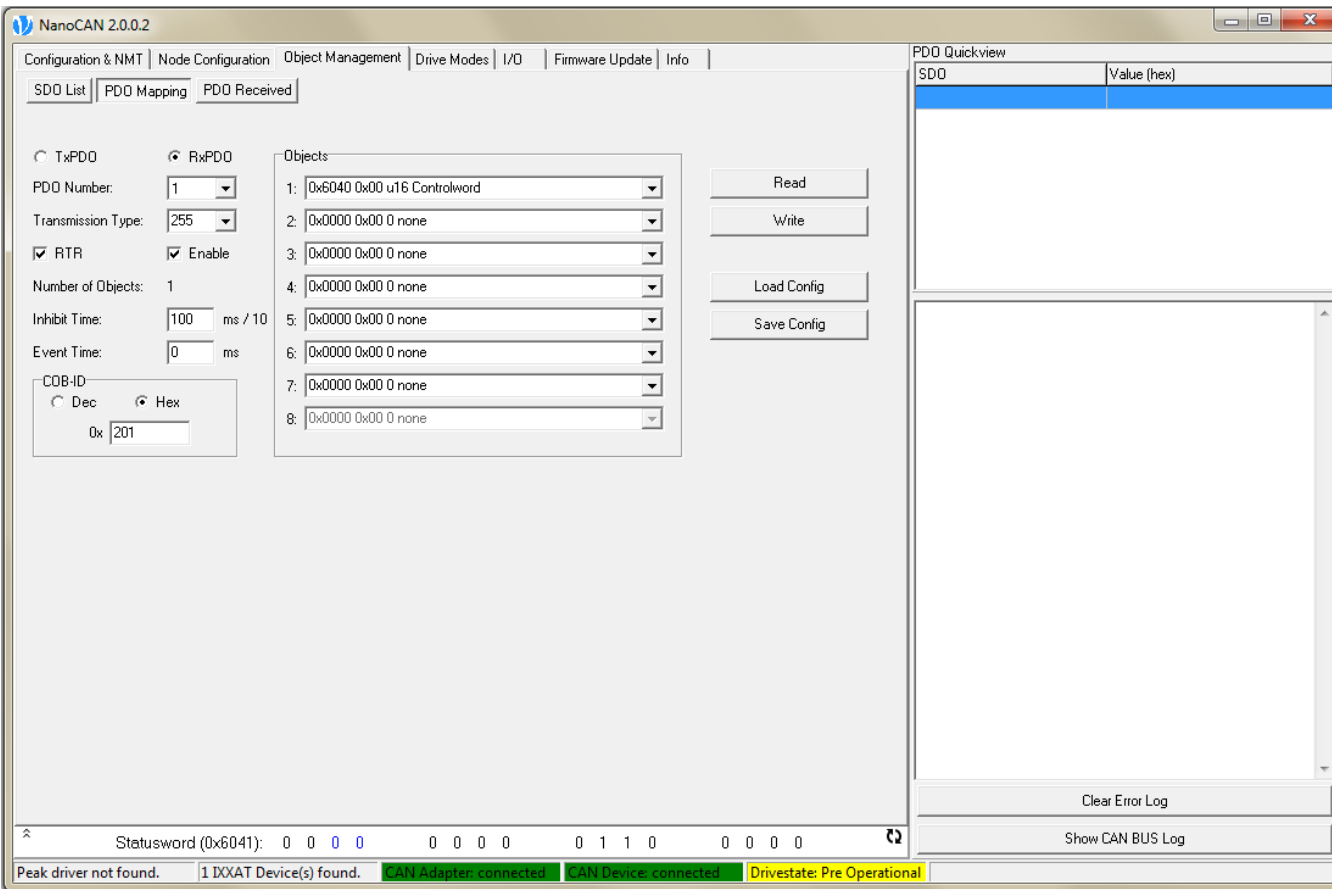 NanoCAN 2.0.0.2
Configuration & NMT Node Configuration Object Management Drive Modes I/O Firmware Update Info
SDO List PDO Mapping PDO Received
TxPDO RxPDO
PDO Number: 1
Transmission Type: 255
RTR Enable
Number of Objects: 1
Inhibit Time: 100 ms / 10
Event Time: 0 ms
COB-ID
Dec Hex
0x 201
Objects
1: 0x6040 0x00 u16 Controlword
2: 0x0000 0x00 0 none
3: 0x0000 0x00 0 none
4: 0x0000 0x00 0 none
5: 0x0000 0x00 0 none
6: 0x0000 0x00 0 none
7: 0x0000 0x00 0 none
8: 0x0000 0x00 0 none
Read
Write
Load Config
Save Config
PDO Quickview
SDO Value (hex)
Clear Error Log
Show CAN BUS Log
Statusword (0x6041): 0 0 0 0 0 0 0 0 0 1 1 0 0 0 0 0
Peak driver not found. 1 IXXAT Device(s) found. CAN Adapter: connected CAN Device: connected Drivestate: Pre Operational